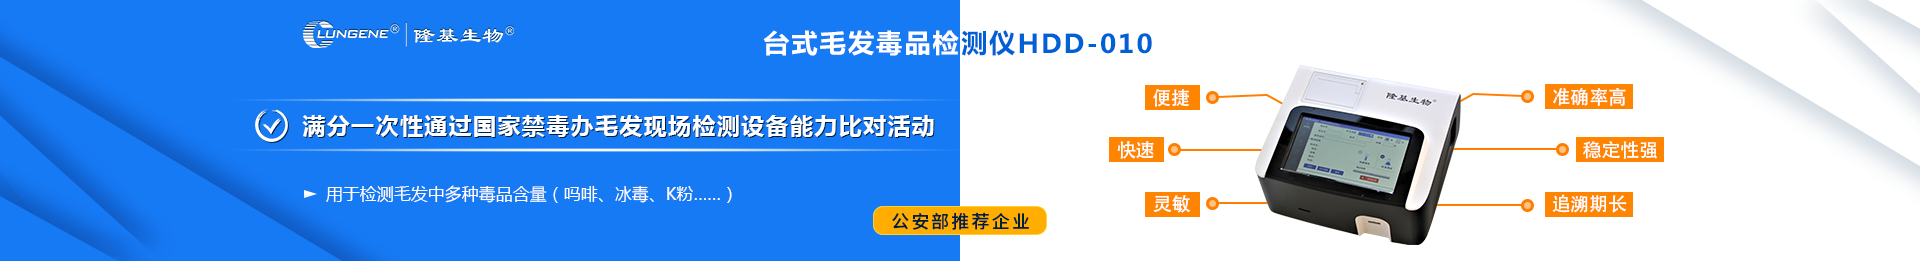 LUNGENE® 隆基生物®
台式毛发毒品检测仪HDD-010
满分一次性通过国家禁毒办毛发现场检测设备能力比对活动
► 用于检测毛发中多种毒品含量（吗啡、冰毒、K粉......）
公安部推荐企业
便捷
快速
灵敏
隆基生物®
准确率高
稳定性强
追溯期长